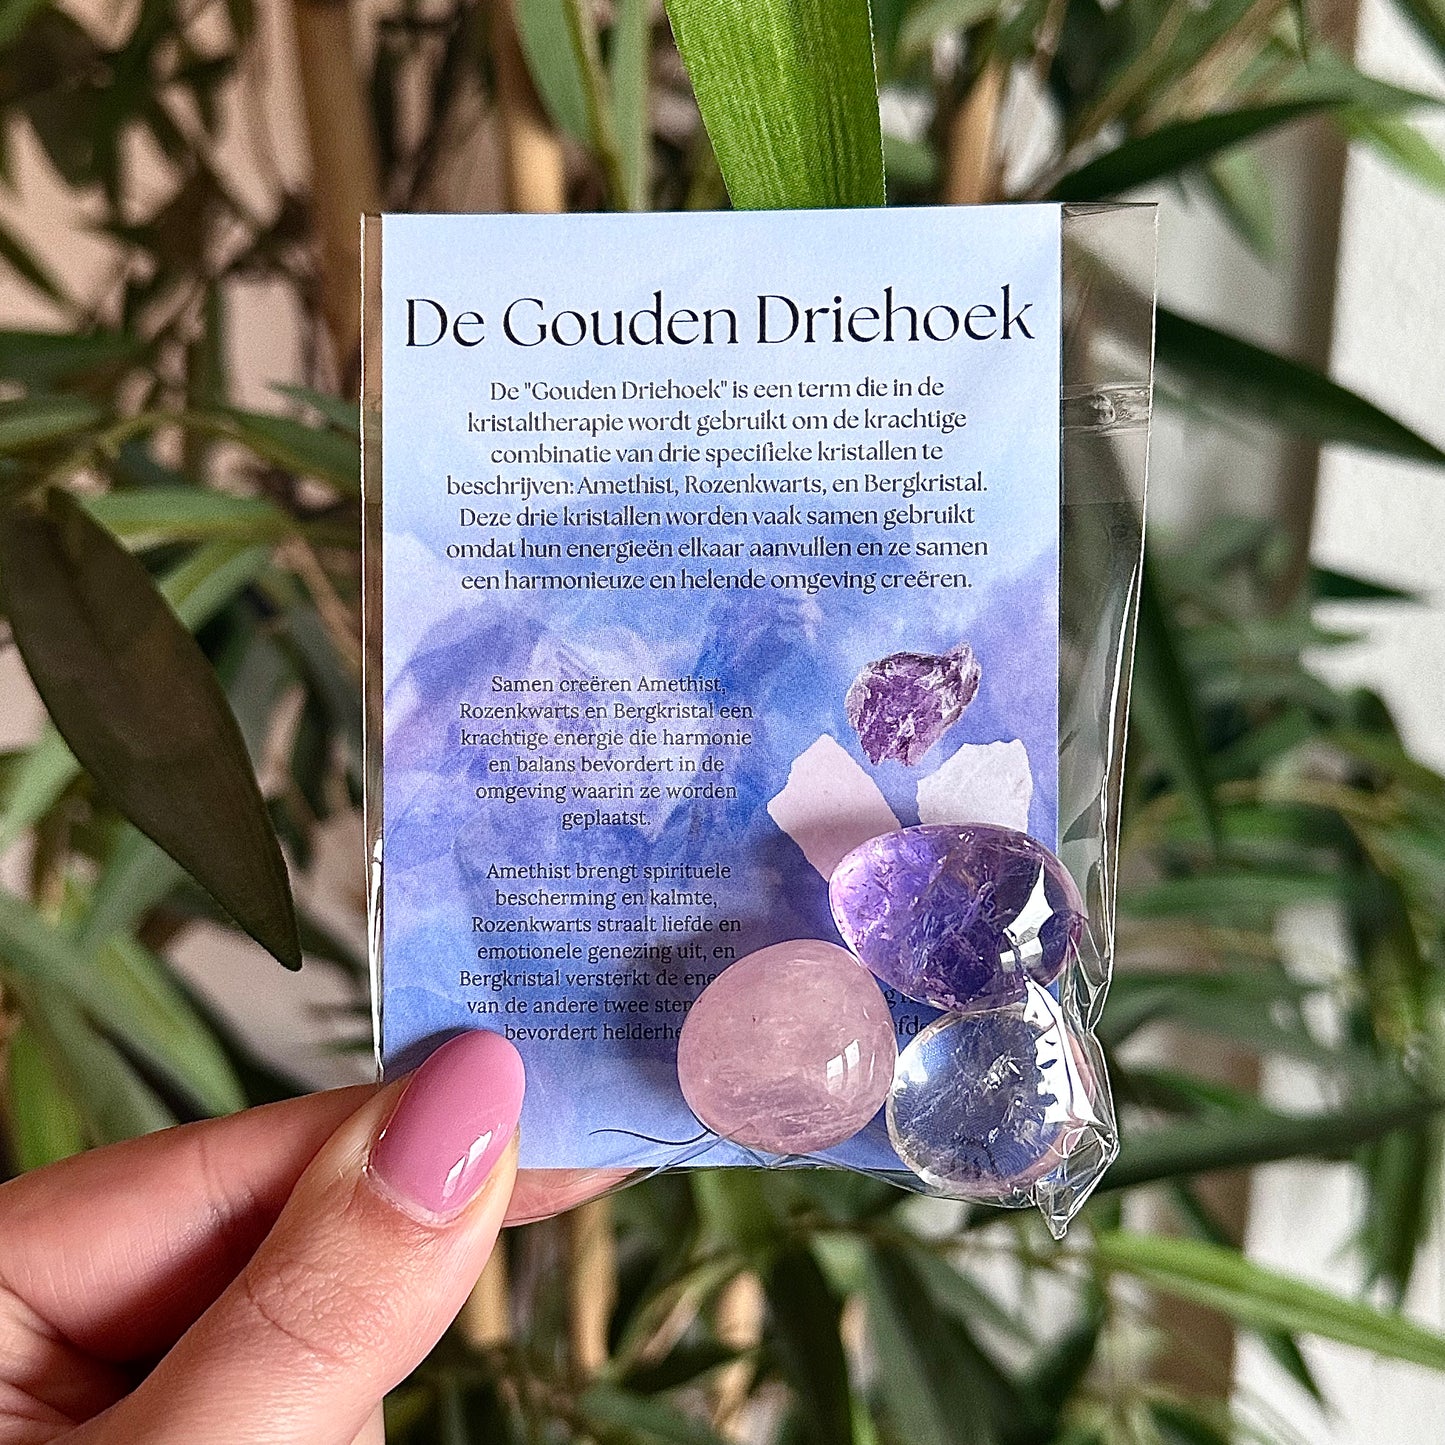 De Gouden Driehoek
De "Gouden Driehoek" is een term die in de
kristaltherapie wordt gebruikt om de krachtige
combinatie van drie specifieke kristallen te
beschrijven: Amethist, Rozenkwarts, en Bergkristal.
Deze drie kristallen worden vaak samen gebruikt
omdat hun energieën elkaar aanvullen en ze samen
een harmonieuze en helende omgeving creëren.
Samen creëren Amethist,
Rozenkwarts en Bergkristal een
krachtige energie die harmonie
en balans bevordert in de
omgeving waarin ze worden
geplaatst.
Amethist brengt spirituele
bescherming en kalmte,
Rozenkwarts straalt liefde en
emotionele genezing uit, en
Bergkristal versterkt de
van de andere twee
bevordert